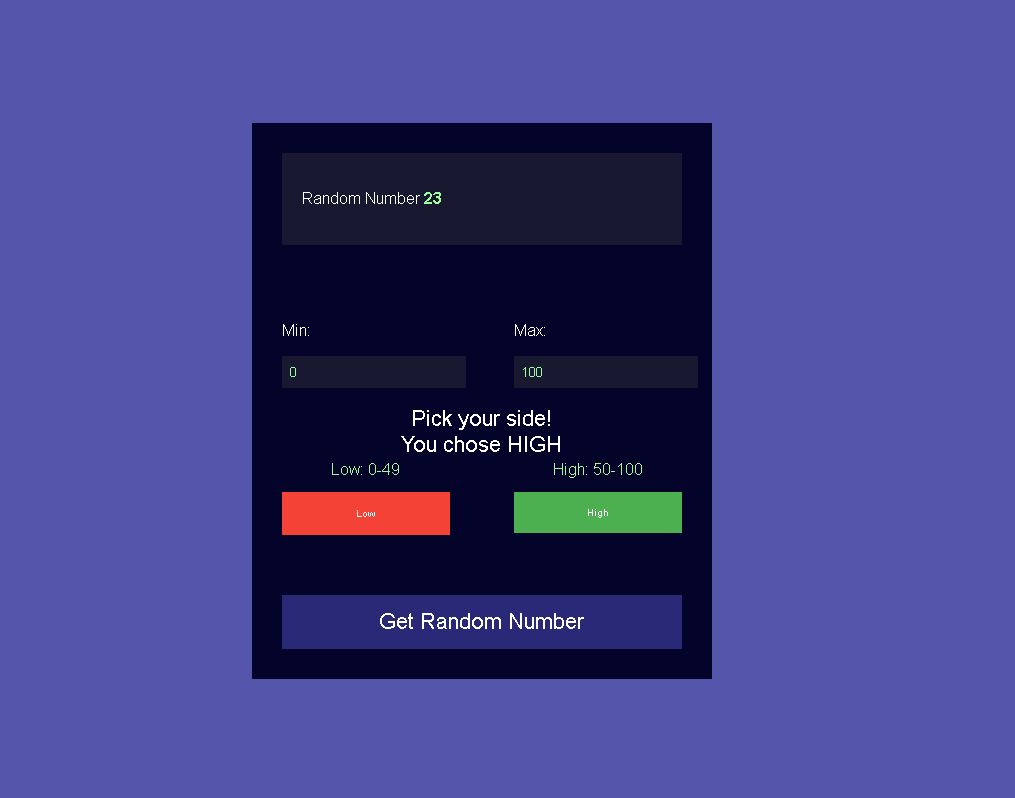 Random Number 23
Min:
Max:
0
100
Pick your side!
You chose HIGH
Low: 0-49
High: 50-100
Low
High
Get Random Number